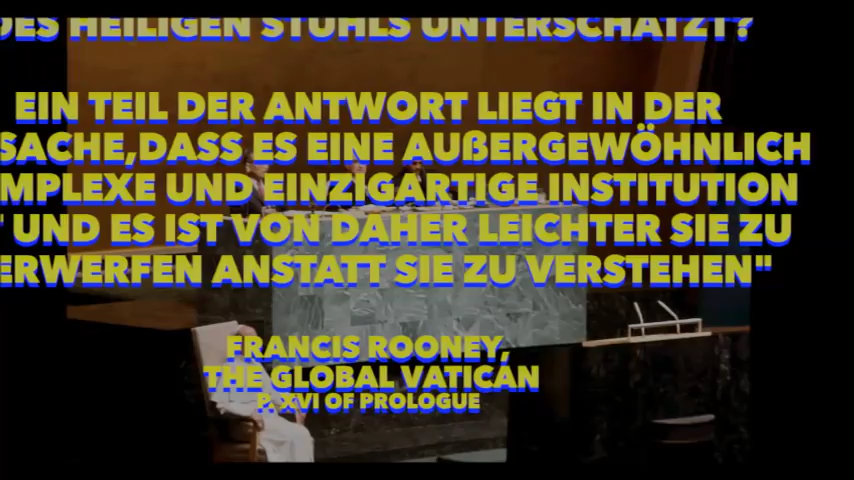 DES HEILIGEN STUHLS UNTERSCHÄTZT?
EIN TEIL DER ANTWORT LIEGT IN DER
SACHE,DASS ES EINE AUßERGEWÖHNLICH
MPLEXE UND EINZIGARTIGE INSTITUTION
UND ES IST VON DAHER LEICHTER SIE ZU
ERWERFEN ANSTATT SIE ZU VERSTEHEN"
FRANCIS ROONEY,
THE GLOBAL VATICAN
P. XVI OF PROLOGUE